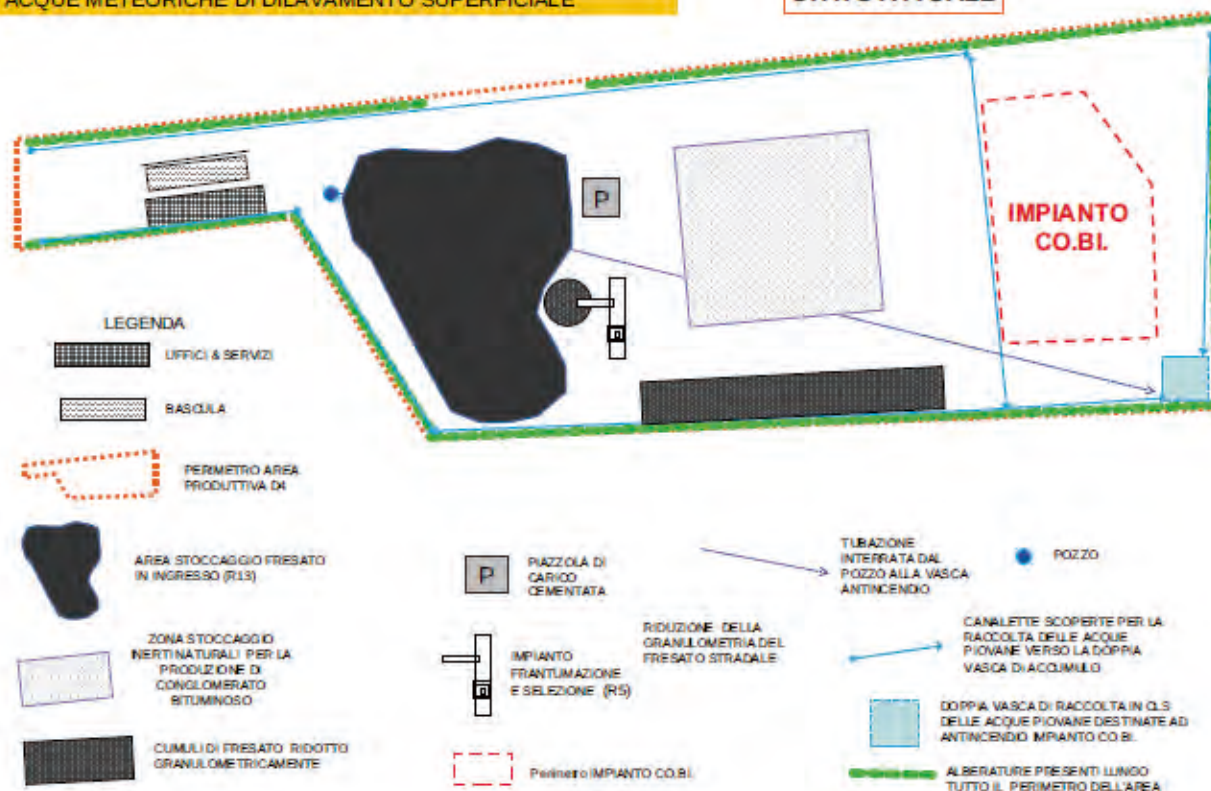 ACQUE METEORICHE DI DILAVAMENTO SUPERFICIALE
P
IMPIANTO
CO.BI.
LEGENDA
UFFICI & SERVIZI
BASCULA
PERIMETRO AREA
PRODUTTIVA D4
AREA STOCCAGGIO FRESATO
IN INGRESSO (R13)
ZONA STOCCAGGIO
INERTI NATURALI PER LA
PRODUZIONE DI
CONGLOMERATO
BITUMINOSO
CUMULI DI FRESATO RIDOTTO
GRANULOMETRICAMENTE
P
PIAZZOLA DI
CARICO
CEMENTATA
IMPIANTO
FRANTUMAZIONE
E SELEZIONE (R5)
RIDUZIONE DELLA
GRANULOMETRIA DEL
FRESATO STRADALE
Perimetro IMPIANTO CO.BI.
TUBAZIONE
INTERRATA DAL
POZZO ALLA VASCA
ANTINCENDIO
POZZO
CANALETTE SCOPERTE PER LA
RACCOLTA DELLE ACQUE
PIOVANE VERSO LA DOPPIA
VASCA DI ACCUMULO
DOPPIA VASCA DI RACCOLTA IN CLS
DELLE ACQUE PIOVANE DESTINATE AD
ANTINCENDIO IMPIANTO CO.BI.
ALBERATURE PRESENTI LUNGO
TUTTO IL PERIMETRO DELL'AREA